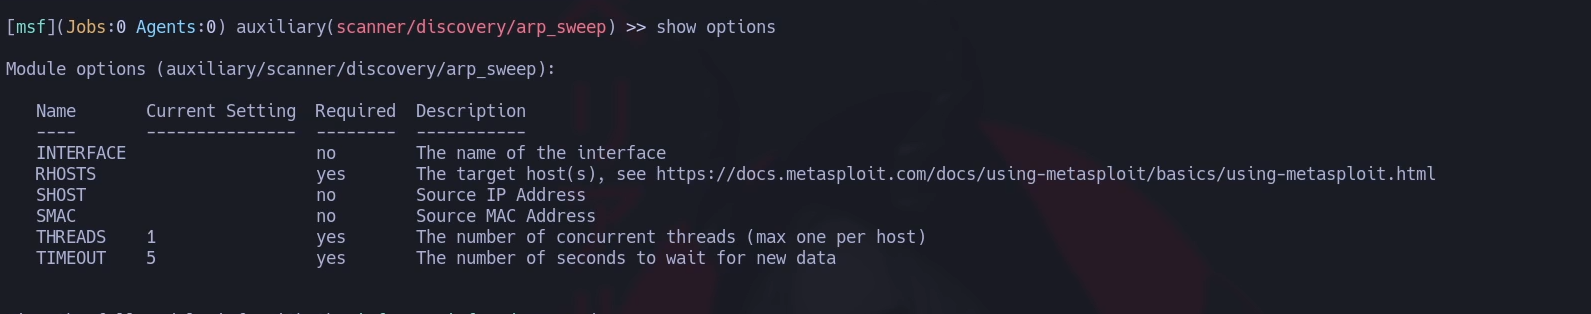 [msf](Jobs:0 Agents:0) auxiliary(scanner/discovery/arp_sweep) >> show options
Module options (auxiliary/scanner/discovery/arp_sweep):
Name Current Setting Required Description
---- --------------- -------- -----------
INTERFACE no The name of the interface
RHOSTS yes The target host(s), see https://docs.metasploit.com/docs/using-metasploit/basics/using-metasploit.html
SHOST no Source IP Address
SMAC no Source MAC Address
THREADS 1 yes The number of concurrent threads (max one per host)
TIMEOUT 5 yes The number of seconds to wait for new data